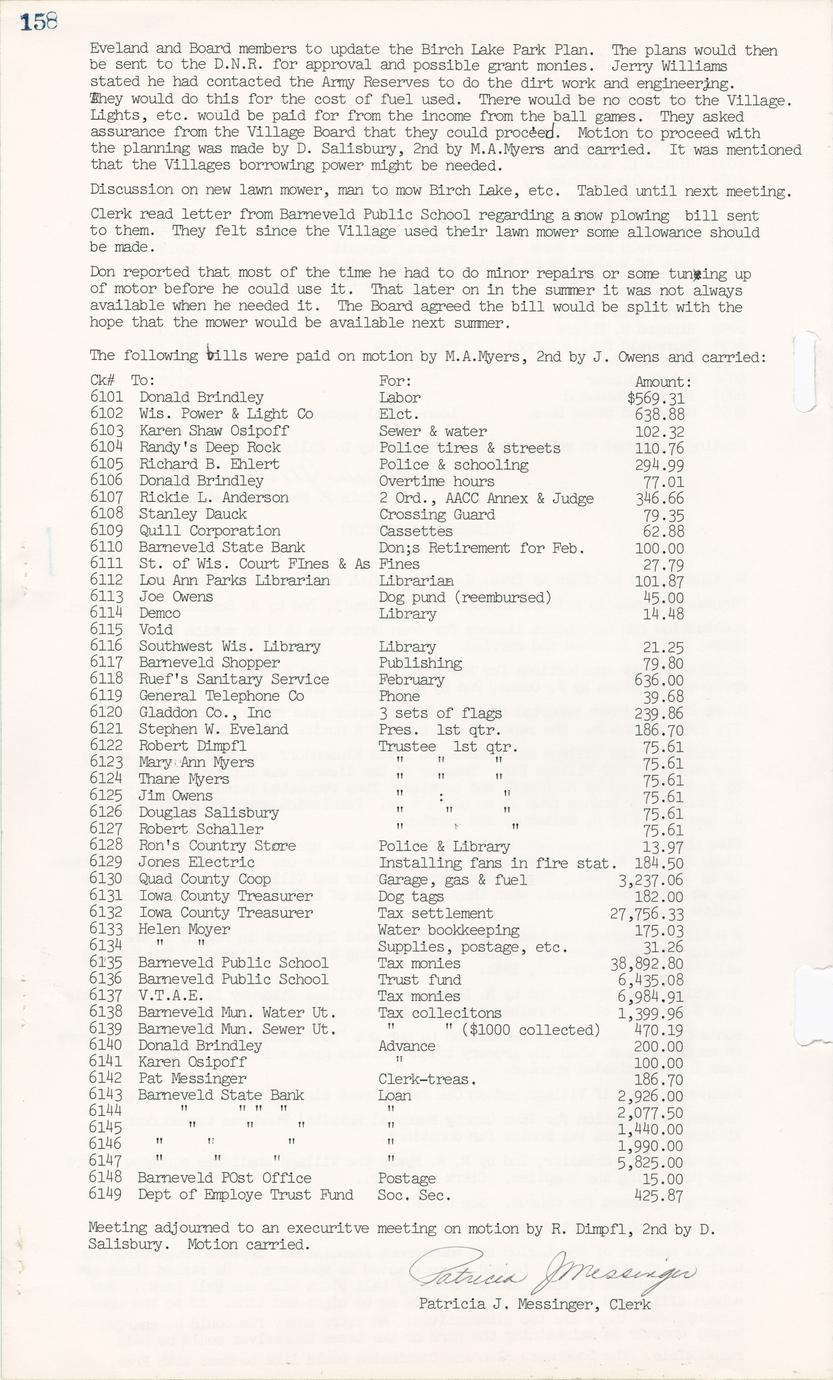 158
Eveland and Board members to update the Birch Lake Park Plan. The plans would then
be sent to the D.N.R. for approval and possible grant monies. Jerry Williams
stated he had contacted the Army Reserves to do the dirt work and engineering.
They would do this for the cost of fuel used. There would be no cost to the Village.
Lights, etc. would be paid for from the income from the ball games. They asked
assurance from the Village Board that they could proceed. Motion to proceed with
the planning was made by D. Salisbury, 2nd by M.A.Myers and carried. It was mentioned
that the Villages borrowing power might be needed.
Discussion on new lawn mower, man to mow Birch Lake, etc. Tabled until next meeting.
Clerk read letter from Barneveld Public School regarding a snow plowing bill sent
to them. They felt since the Village used their lawn mower some allowance should
be made.
Don reported that most of the time he had to do minor repairs or some tunïng up
of motor before he could use it. That later on in the summer it was not always
available when he needed it. The Board agreed the bill would be split with the
hope that the mower would be available next summer.
The following bills were paid on motion by M.A.Myers, 2nd by J. Owens and carried:
Ck# To: For: Amount:
6101 Donald Brindley Labor $569.31
6102 Wis. Power & Light Co Elct. 638.88
6103 Karen Shaw Osipoff Sewer & water 102.32
6104 Randy's Deep Rock Police tires & streets 110.76
6105 Richard B. Ehlert Police & schooling 294.99
6106 Donald Brindley Overtime hours 77.01
6107 Rickie L. Anderson 2 Ord., AACC Annex & Judge 346.66
6108 Stanley Dauck Crossing Guard 79.35
6109 Quill Corporation Cassettes 62.88
6110 Barneveld State Bank Don;s Retirement for Feb. 100.00
6111 St. of Wis. Court FInes & As Fines 27.79
6112 Lou Ann Parks Librarian Librarian 101.87
6113 Joe Owens Dog pund (reembursed) 45.00
6114 Demco Library 14.48
6115 Void
6116 Southwest Wis. Library Library 21.25
6117 Barneveld Shopper Publishing 79.80
6118 Ruef's Sanitary Service February 636.00
6119 General Telephone Co Phone 39.68
6120 Gladdon Co., Inc 3 sets of flags 239.86
6121 Stephen W. Eveland Pres. 1st qtr. 186.70
6122 Robert Dimpfl Trustee 1st qtr. 75.61
6123 Mary Ann Myers " " " 75.61
6124 Thane Myers " " " 75.61
6125 Jim Owens " : " 75.61
6126 Douglas Salisbury " " " 75.61
6127 Robert Schaller " ' " 75.61
6128 Ron's Country Store Police & Library 13.97
6129 Jones Electric Installing fans in fire stat. 184.50
6130 Quad County Coop Garage, gas & fuel 3,237.06
6131 Iowa County Treasurer Dog tags 182.00
6132 Iowa County Treasurer Tax settlement 27,756.33
6133 Helen Moyer Water bookkeeping 175.03
6134 " " Supplies, postage, etc. 31.26
6135 Barneveld Public School Tax monies 38,892.80
6136 Barneveld Public School Trust fund 6,435.08
6137 V.T.A.E. Tax monies 6,984.91
6138 Barneveld Mun. Water Ut. Tax collecitons 1,399.96
6139 Barneveld Mun. Sewer Ut. " " ($1000 collected) 470.19
6140 Donald Brindley Advance 200.00
6141 Karen Osipoff " 100.00
6142 Pat Messinger Clerk-treas. 186.70
6143 Barneveld State Bank Loan 2,926.00
6144 " " " " " 2,077.50
6145 " " " " 1,440.00
6146 " " " " 1,990.00
6147 " " " " 5,825.00
6148 Barneveld POst Office Postage 15.00
6149 Dept of Employe Trust Fund Soc. Sec. 425.87
Meeting adjourned to an execuritve meeting on motion by R. Dimpfl, 2nd by D.
Salisbury. Motion carried.
Patricia J Messinger
Patricia J. Messinger, Clerk